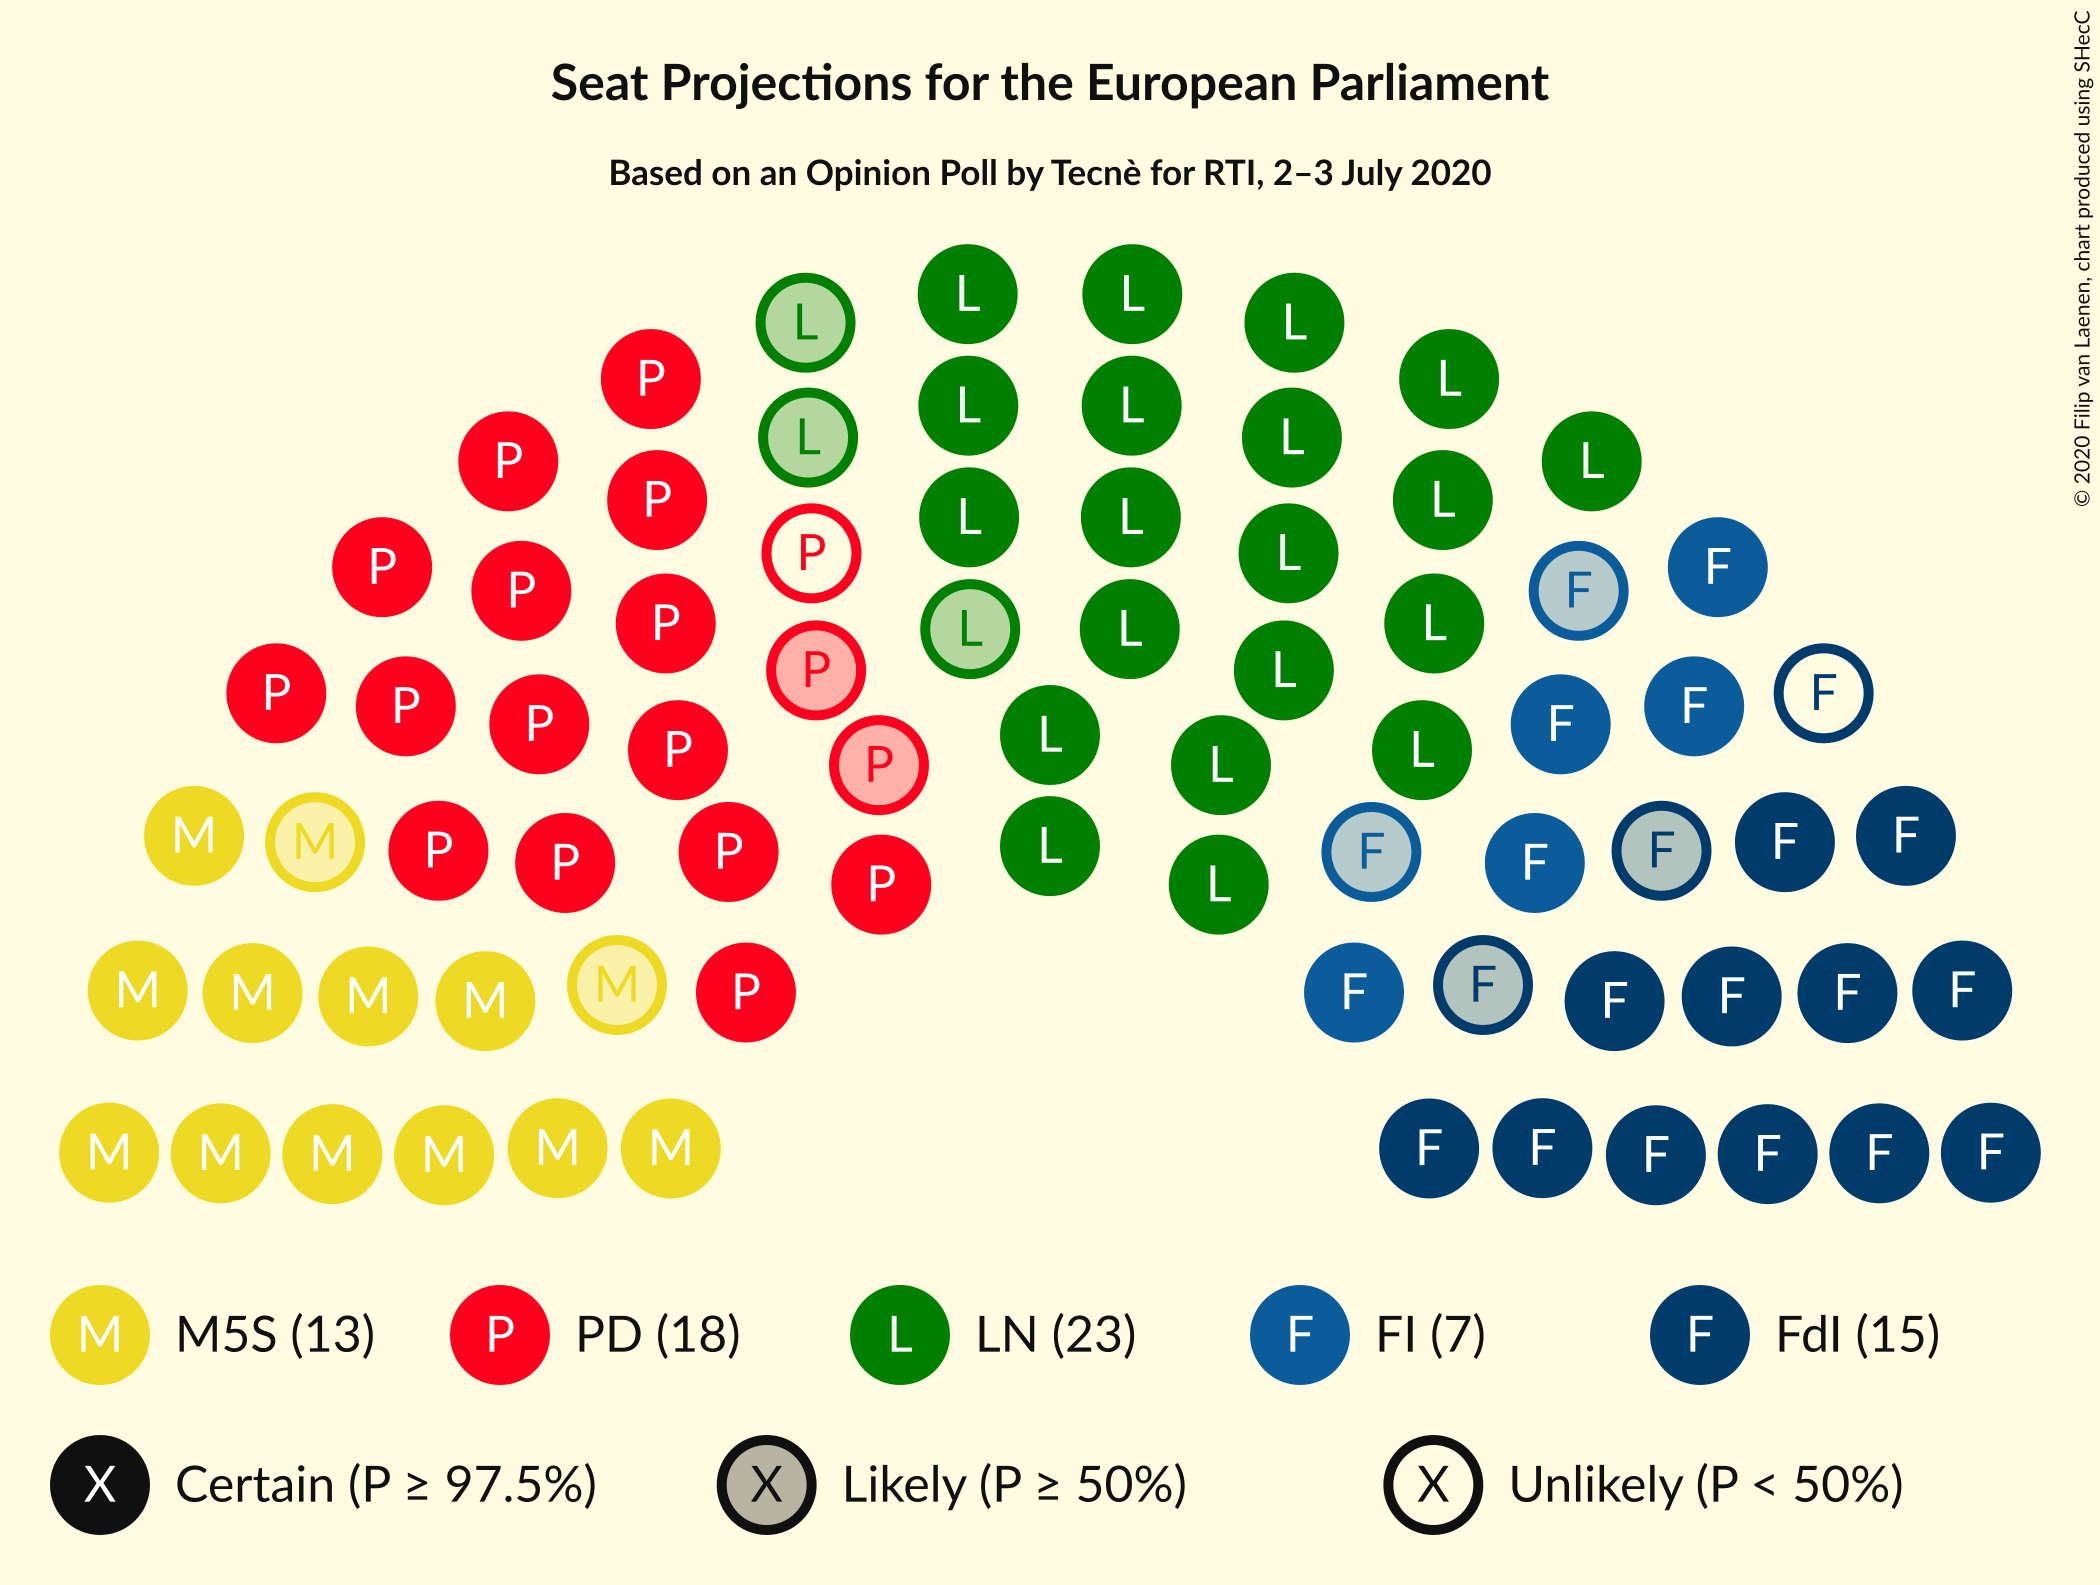 Seat Projections for the European Parliament
Based on an Opinion Poll by Tecnè for RTI, 2–3 July 2020
© 2020 Filip van Laenen, chart produced using SHecC
L L L L
P L
L L L L
P L
P P L
P L L L
P P F F
P L L L
P P L
P P F F
P P P L L L F F F
P P L
P L L
M M P P P L F F F F F
P L
M M M M M P F F F F F F
M M M M M M F F F F F F
M M5S (13) P PD (18) L LN (23) F FI (7) F FdI (15)
X Certain (P ≥ 97.5%) X Likely (P ≥ 50%) X Unlikely (P < 50%)